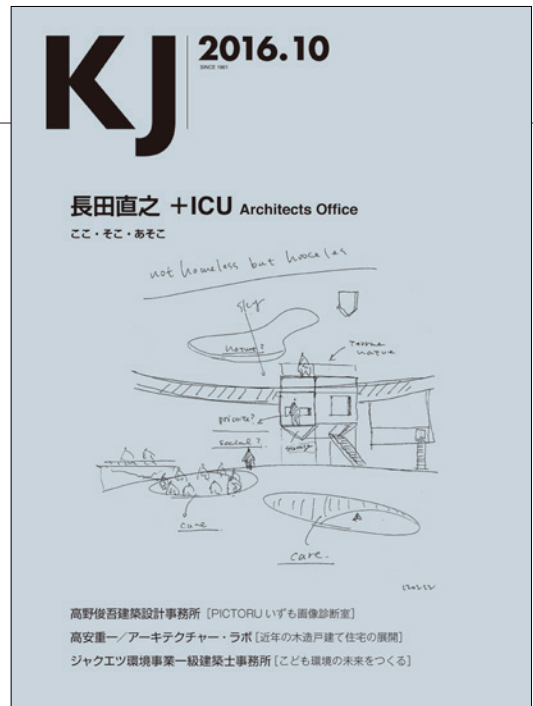 KJ
2016.10
SINCE 1961
長田直之 +ICU Architects Office
ここ・そこ・あそこ
not homeless but
sky
nature?
nature
private?
social?
care.
高野俊吾建築設計事務所 [PICTORU いずも画像診断室]
高安重一／アーキテクチャー・ラボ [近年の木造戸建て住宅の展開]
ジャクエツ環境事業一級建築士事務所 [こども環境の未来をつくる]